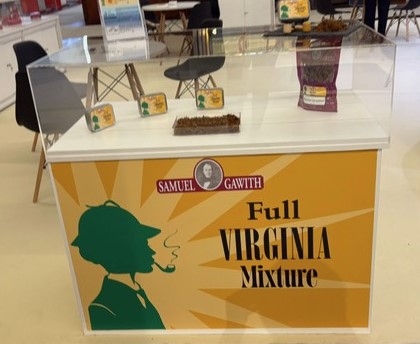 SAMUEL GAWITH
Full
VIRGINIA
Mixture